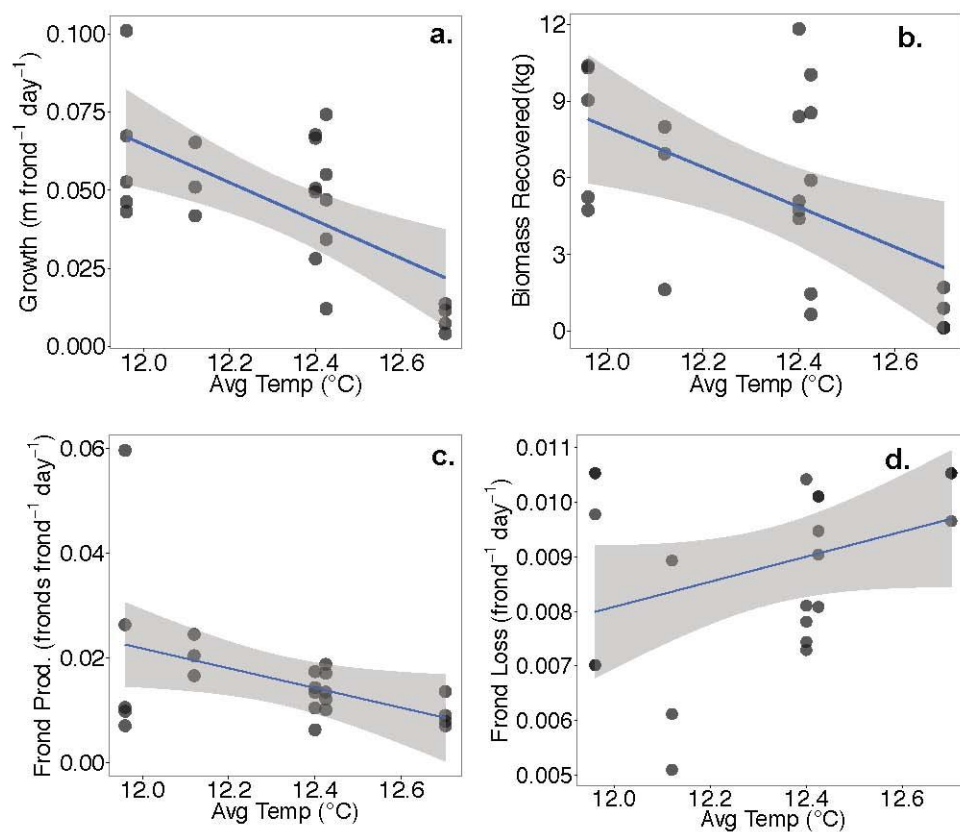 a.
Growth (m frond⁻¹ day⁻¹)
0.100
0.075
0.050
0.025
0.000
12.0 12.2 12.4 12.6
Avg Temp (°C)
b.
Biomass Recovered(kg)
12
9
6
3
0
12.0 12.2 12.4 12.6
Avg Temp (°C)
c.
Frond Prod. (fronds frond⁻¹ day⁻¹)
0.06
0.04
0.02
0.00
12.0 12.2 12.4 12.6
Avg Temp (°C)
d.
Frond Loss (frond⁻¹ day⁻¹)
0.011
0.010
0.009
0.008
0.007
0.006
0.005
12.0 12.2 12.4 12.6
Avg Temp (°C)